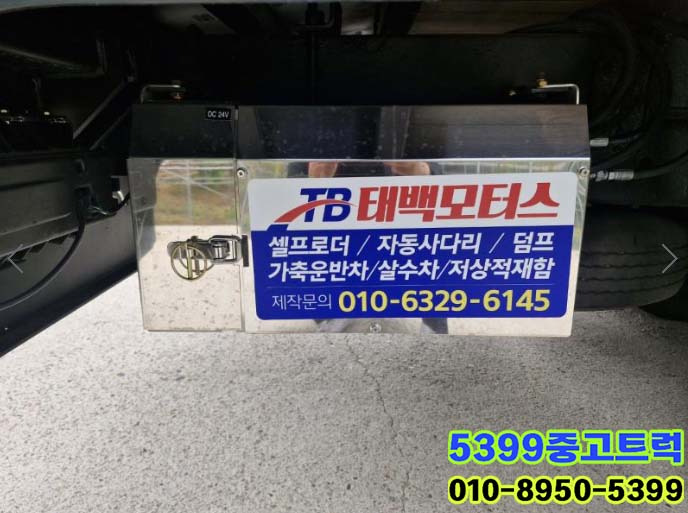 DC 24V
TB 태백모터스
셀프로더 / 자동사다리 / 덤프
가축운반차/살수차/저상적재함
제작문의 010-6329-6145
5399중고트럭
010-8950-5399